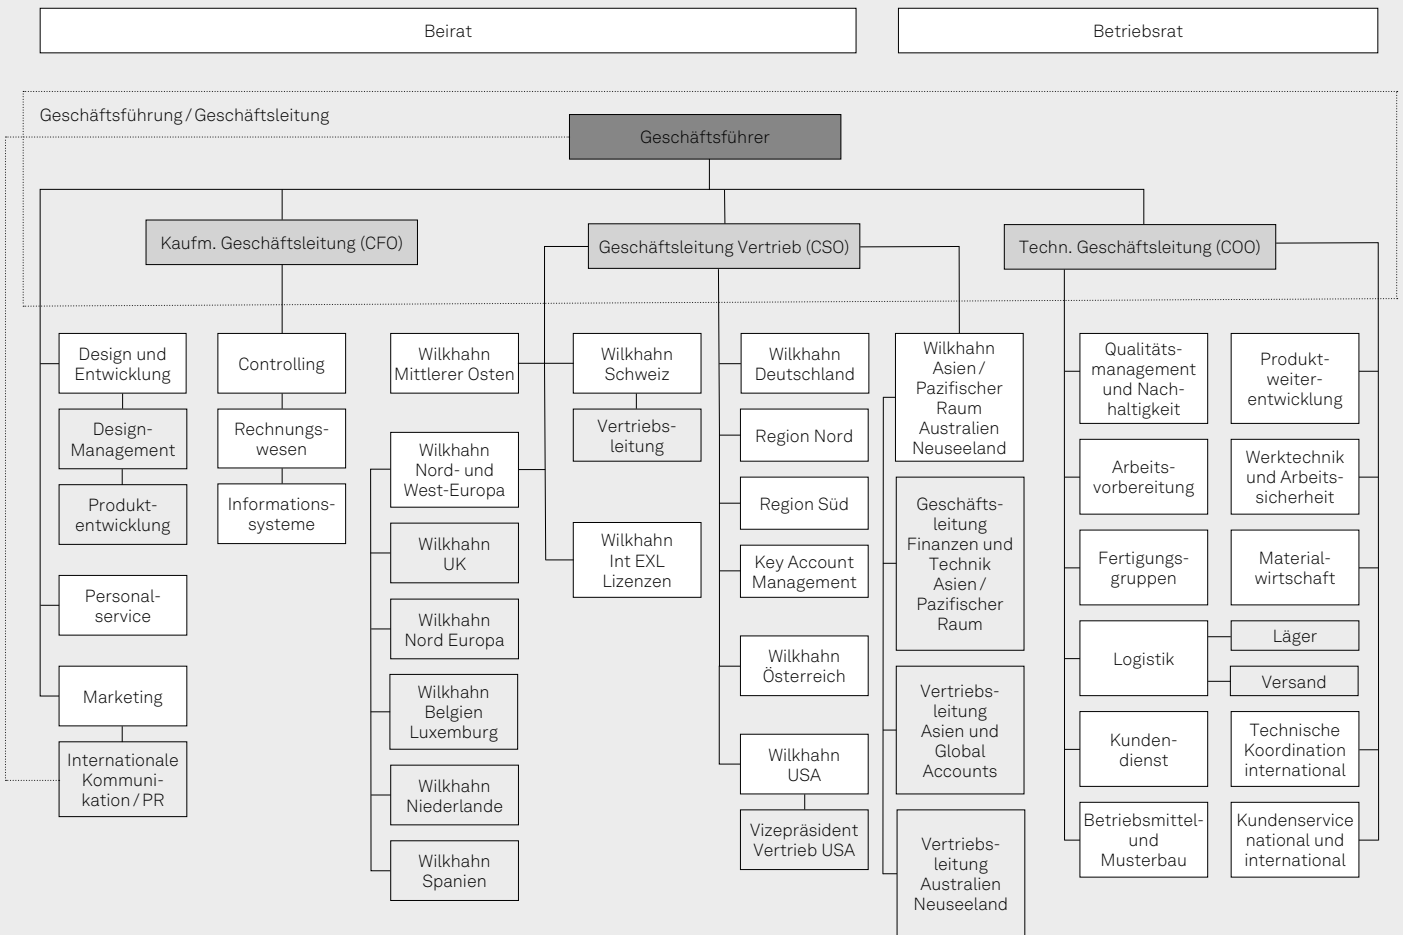 Beirat
Betriebsrat
Geschäftsführung / Geschäftsleitung
Geschäftsführer
Kaufm. Geschäftsleitung (CFO)
Geschäftsleitung Vertrieb (CSO)
Techn. Geschäftsleitung (COO)
Design und
Entwicklung
Design-
Management
Produkt-
entwicklung
Personal-
service
Marketing
Internationale
Kommuni-
kation / PR
Controlling
Rechnungs-
wesen
Informations-
systeme
Wilkhahn
Mittlerer Osten
Wilkhahn
Nord- und
West-Europa
Wilkhahn
UK
Wilkhahn
Nord Europa
Wilkhahn
Belgien
Luxemburg
Wilkhahn
Niederlande
Wilkhahn
Spanien
Wilkhahn
Schweiz
Vertriebs-
leitung
Wilkhahn
Int EXL
Lizenzen
Wilkhahn
Deutschland
Region Nord
Region Süd
Key Account
Management
Wilkhahn
Österreich
Wilkhahn
USA
Vizepräsident
Vertrieb USA
Wilkhahn
Asien /
Pazifischer
Raum
Australien
Neuseeland
Geschäfts-
leitung
Finanzen und
Technik
Asien /
Pazifischer
Raum
Vertriebs-
leitung
Asien und
Global
Accounts
Vertriebs-
leitung
Australien
Neuseeland
Qualitäts-
management
und Nach-
haltigkeit
Arbeits-
vorbereitung
Fertigungs-
gruppen
Logistik
Kunden-
dienst
Betriebsmittel-
und
Musterbau
Produkt-
weiter-
entwicklung
Werktechnik
und Arbeits-
sicherheit
Material-
wirtschaft
Läger
Versand
Technische
Koordination
international
Kundenservice
national und
international